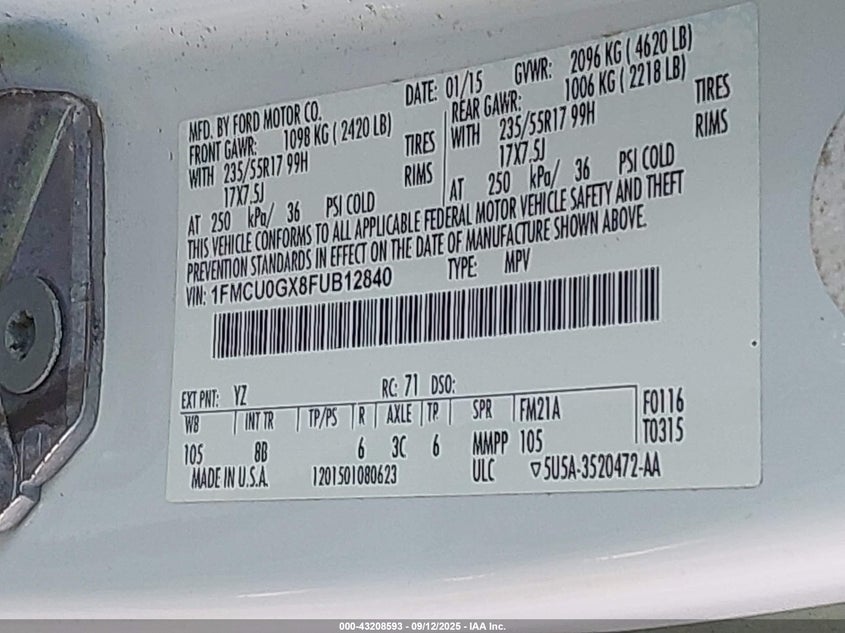 MFD. BY FORD MOTOR CO.
DATE: 01/15 GVWR: 2096 KG ( 4620 LB)
FRONT GAWR: 1098 KG ( 2420 LB)
REAR GAWR: 1006 KG ( 2218 LB)
WITH 235/55R17 99H TIRES
WITH 235/55R17 99H TIRES
17X7.5J RIMS
17X7.5J RIMS
AT 250 kPa/ 36 PSI COLD
AT 250 kPa/ 36 PSI COLD
THIS VEHICLE CONFORMS TO ALL APPLICABLE FEDERAL MOTOR VEHICLE SAFETY AND THEFT
PREVENTION STANDARDS IN EFFECT ON THE DATE OF MANUFACTURE SHOWN ABOVE.
VIN: 1FMCU0GX8FUB12840 TYPE: MPV
EXT PNT: YZ RC: 71 DSO:
WB INT TR TP/PS R AXLE TR SPR FM21A F0116
105 8B 6 3C 6 MMPP 105 T0315
MADE IN U.S.A. 1201501080623 ULC 5U5A-3520472-AA
000-43208593 - 09/12/2025 - IAA Inc.